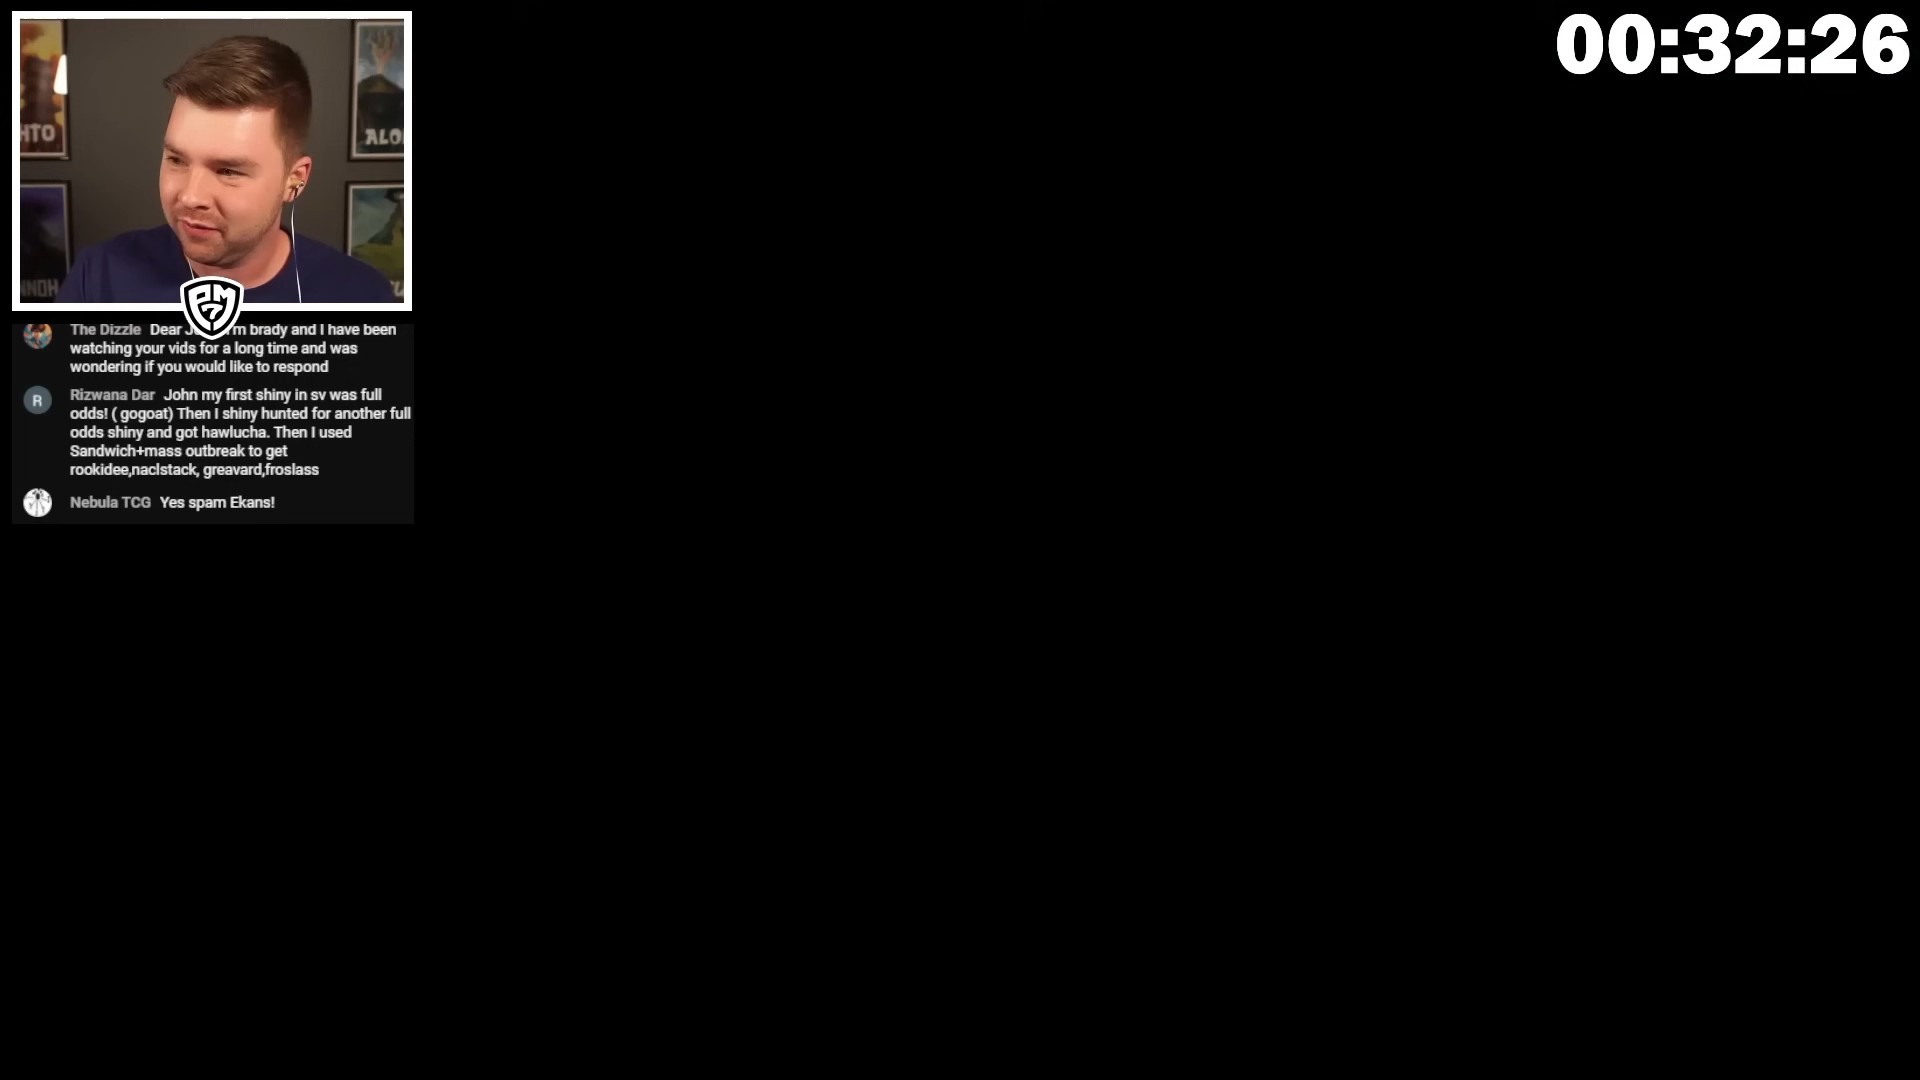 00:32:26
HTO
ALO
NNOH
PM
7
The Dizzle Dear I'm brady and I have been
watching your vids for a long time and was
wondering if you would like to respond
R
Rizwana Dar John my first shiny in sv was full
odds! ( gogoat) Then I shiny hunted for another full
odds shiny and got hawlucha. Then I used
Sandwich+mass outbreak to get
rookidee,naclstack, greavard,froslass
Nebula TCG Yes spam Ekans!